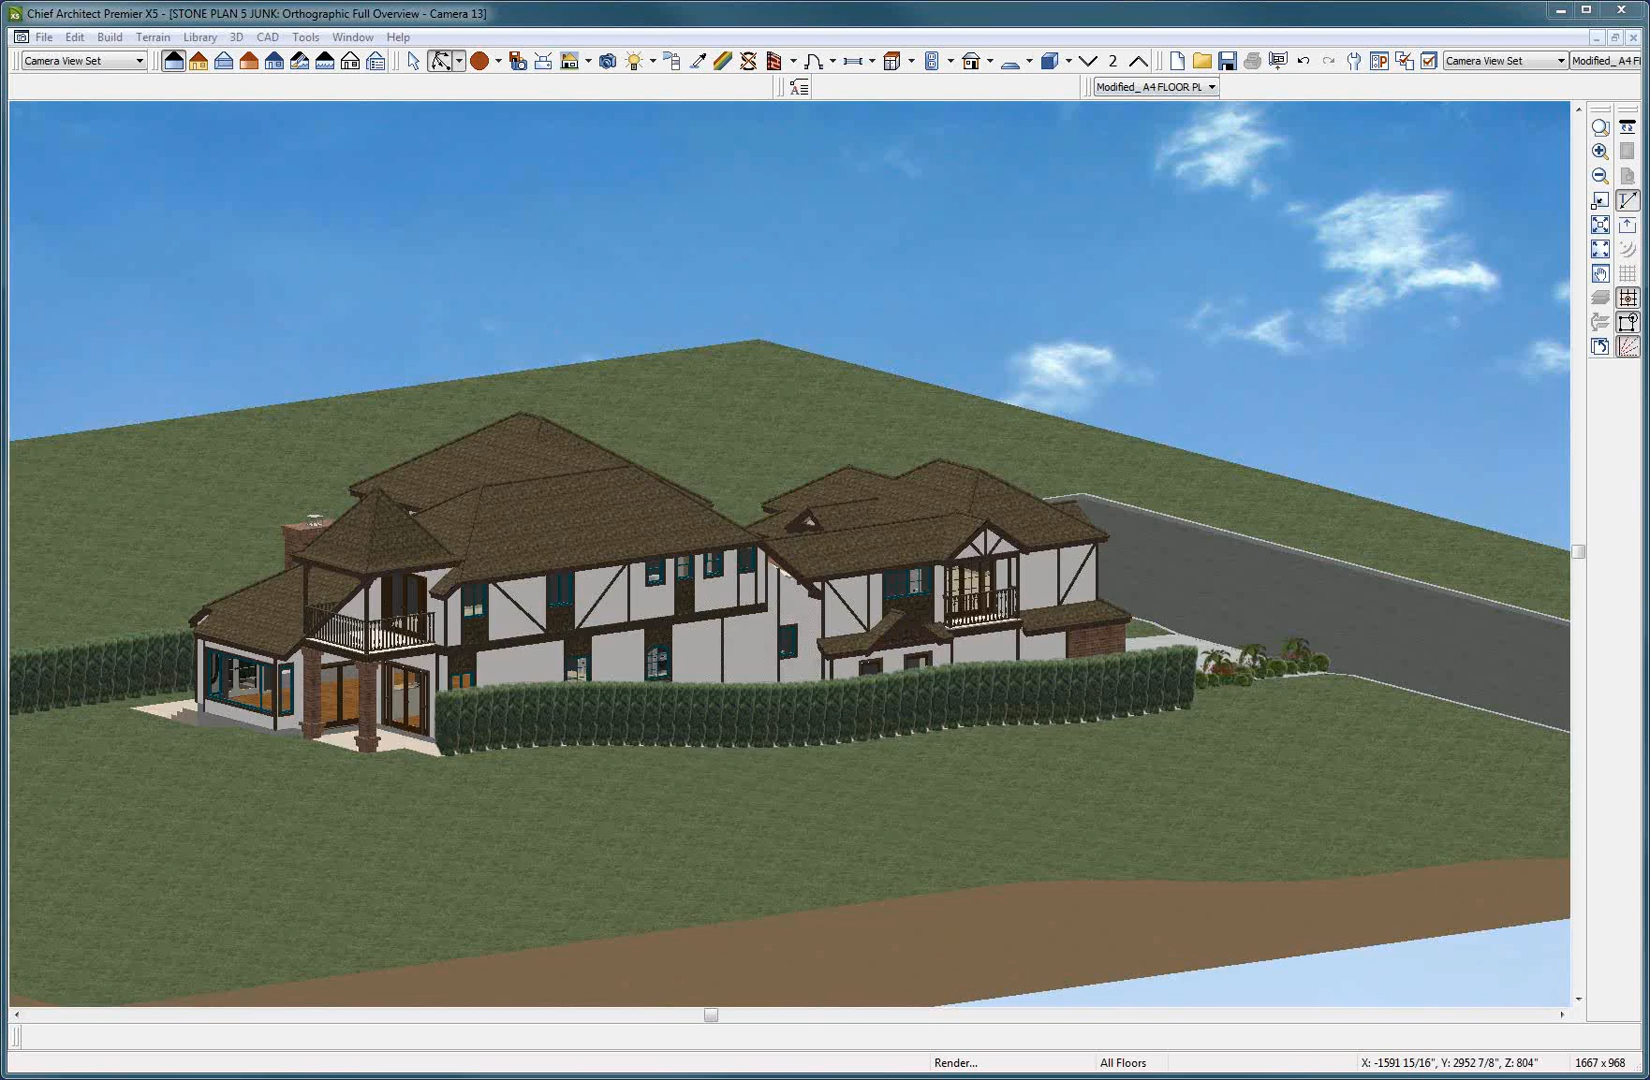 Chief Architect Premier X5 - [STONE PLAN 5 JUNK: Orthographic Full Overview - Camera 13]
File Edit Build Terrain Library 3D CAD Tools Window Help
Camera View Set 2 Camera View Set Modified_ A4 Fl
A Modified_ A4 FLOOR PL
Render... All Floors X: -1591 15/16", Y: 2952 7/8", Z: 804" 1667 x 968